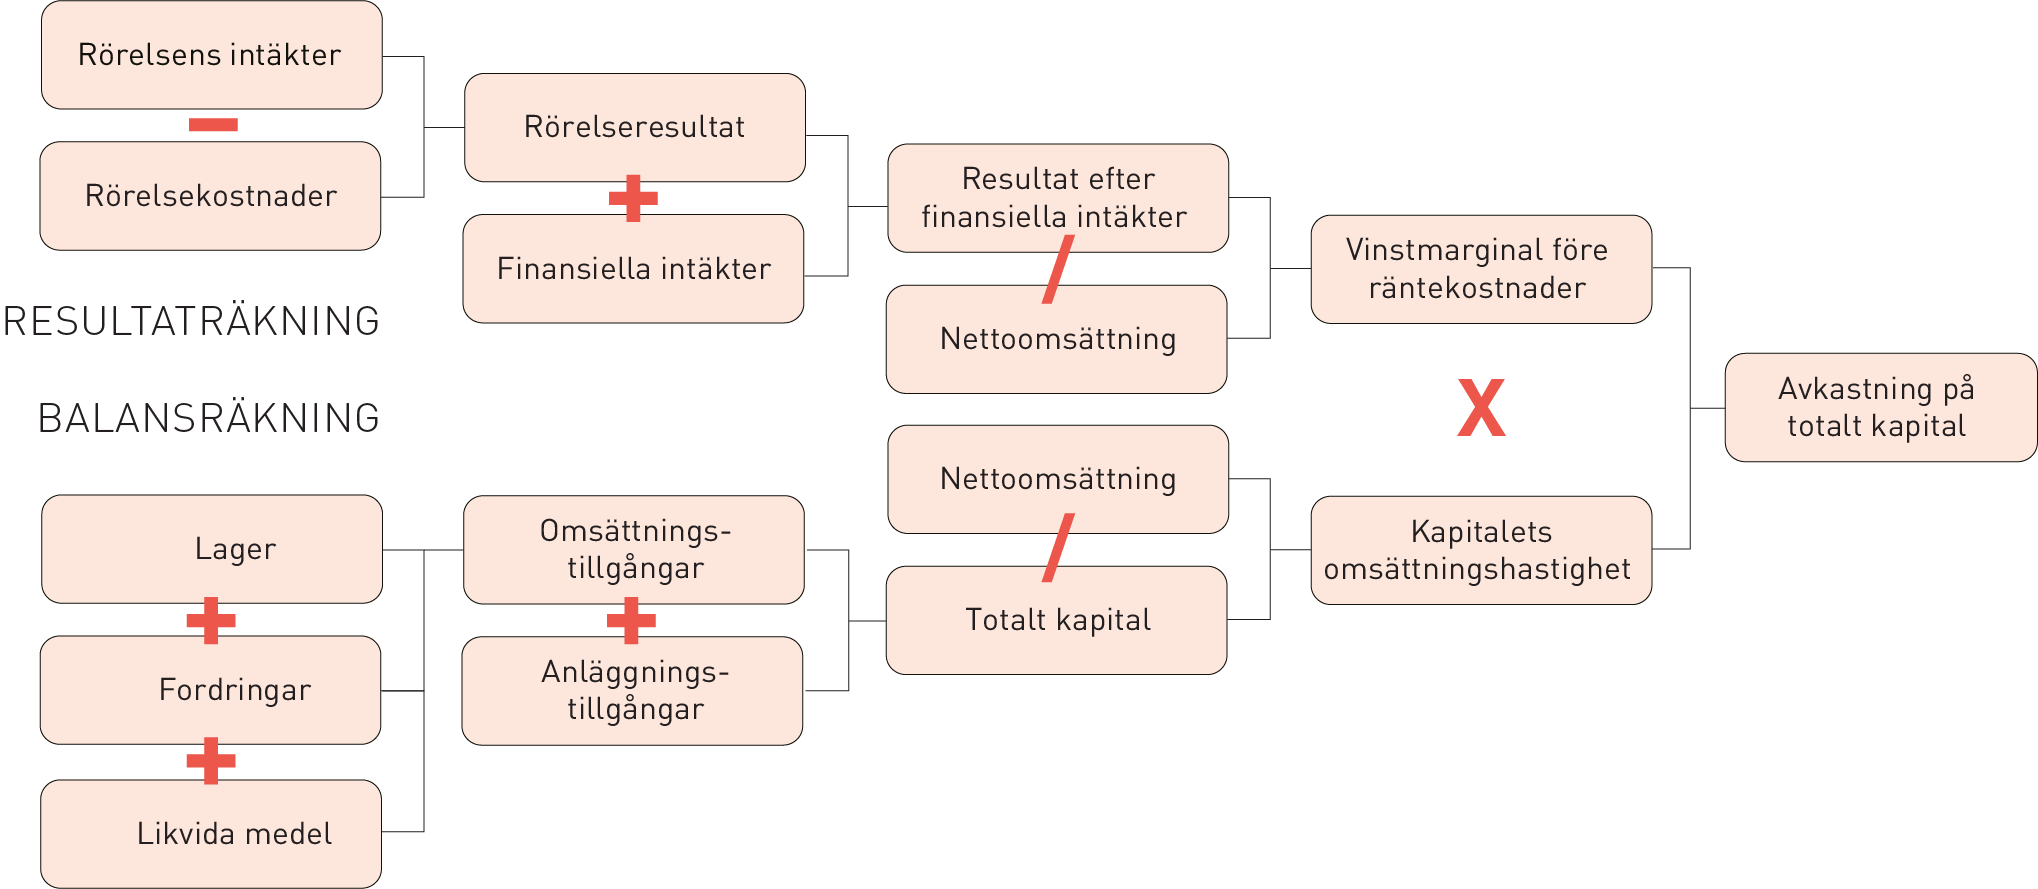 Rörelsens intäkter
Rörelsekostnader
Rörelseresultat
Finansiella intäkter
Resultat efter
finansiella intäkter
/
Nettoomsättning
Vinstmarginal före
räntekostnader
RESULTATRÄKNING
BALANSRÄKNING
X
Avkastning på
totalt kapital
Lager
+
Fordringar
+
Likvida medel
Omsättnings-
tillgångar
+
Anläggnings-
tillgångar
Nettoomsättning
/
Totalt kapital
Kapitalets
omsättningshastighet